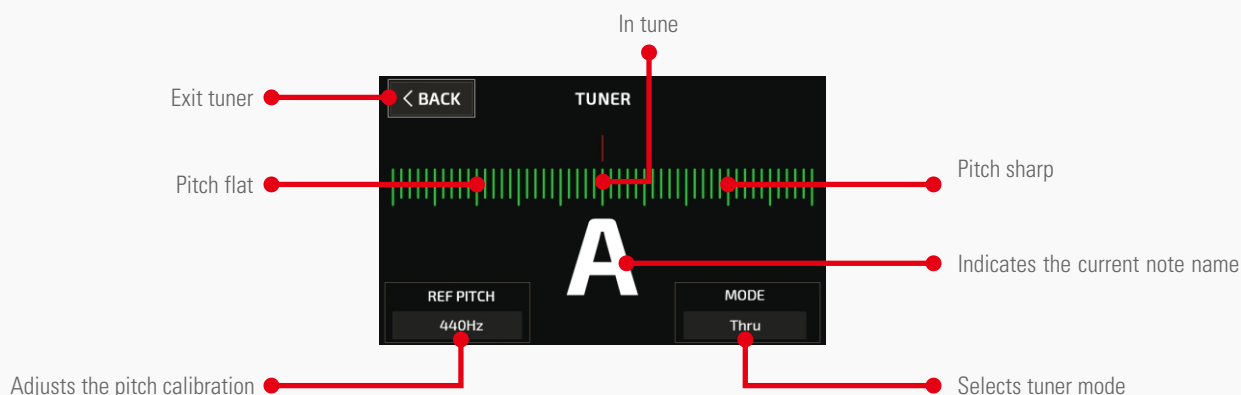 In tune
Exit tuner
< BACK
TUNER
Pitch flat
Pitch sharp
A
Indicates the current note name
REF PITCH
MODE
440Hz
Thru
Adjusts the pitch calibration
Selects tuner mode